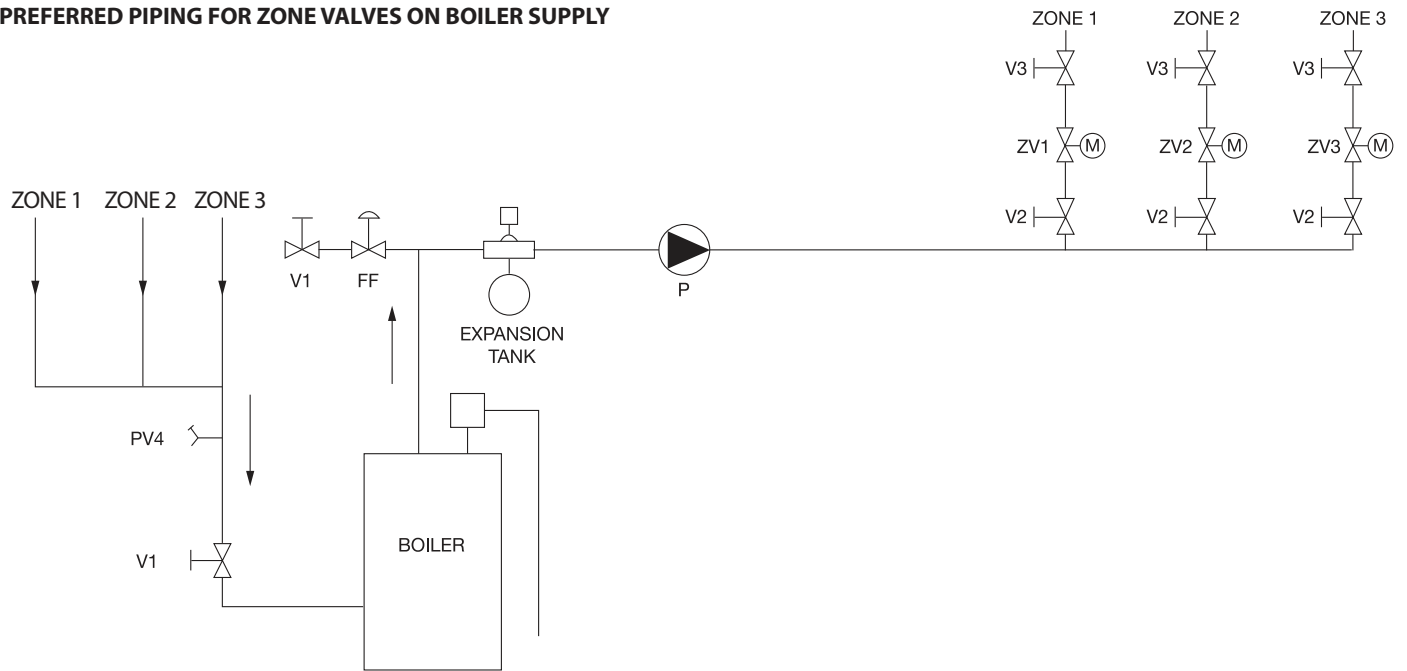 PREFERRED PIPING FOR ZONE VALVES ON BOILER SUPPLY
ZONE 1 ZONE 2 ZONE 3
V3 V3 V3
ZV1 M ZV2 M ZV3 M
V2 V2 V2
ZONE 1 ZONE 2 ZONE 3
V1 FF
P
EXPANSION
TANK
PV4
V1
BOILER